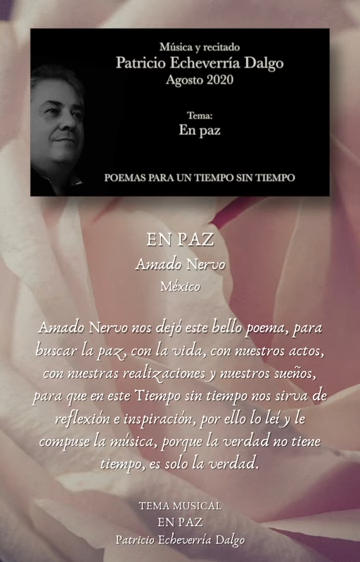 Música y recitado
Patricio Echeverría Dalgo
Agosto 2020
Tema:
En paz
POEMAS PARA UN TIEMPO SIN TIEMPO
EN PAZ
Amado Nervo
México
Amado Nervo nos dejó este bello poema, para
buscar la paz, con la vida, con nuestros actos,
con nuestras realizaciones y nuestros sueños,
para que en este Tiempo sin tiempo nos sirva de
reflexión e inspiración, por ello lo leí y le
compuse la música, porque la verdad no tiene
tiempo, es solo la verdad.
TEMA MUSICAL
EN PAZ
Patricio Echeverría Dalgo